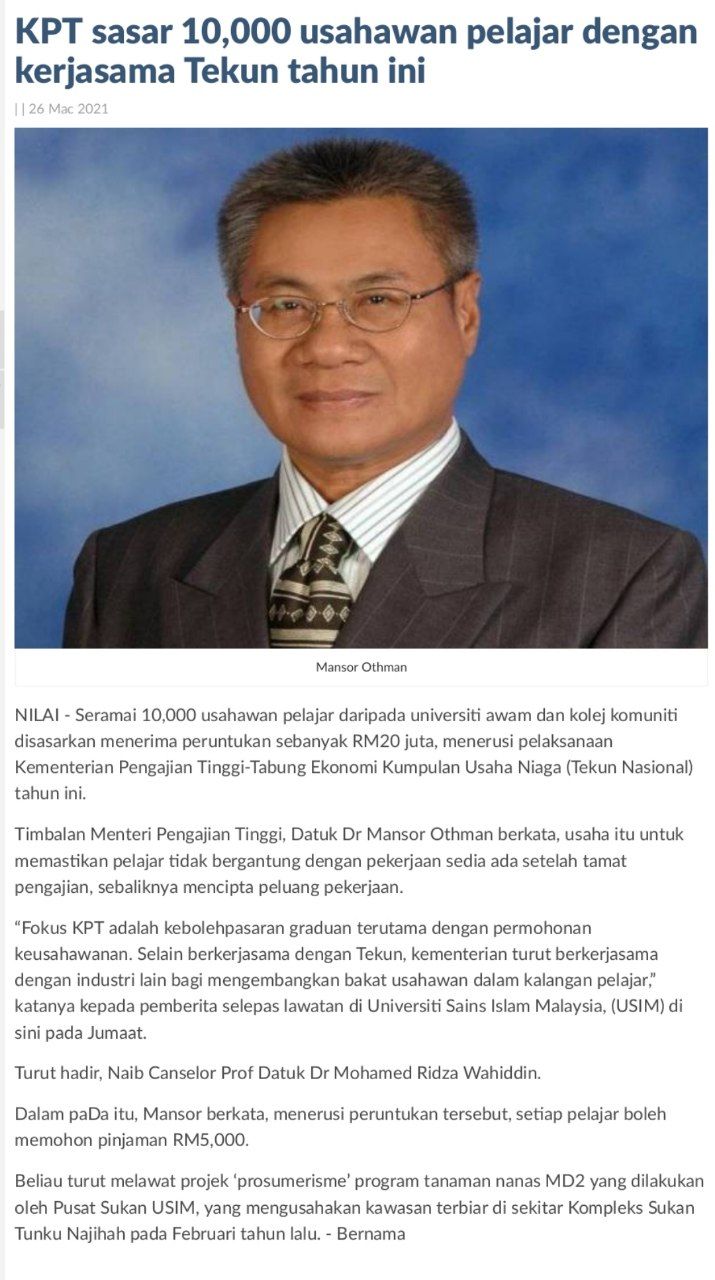 KPT sasar 10,000 usahawan pelajar dengan
kerjasama Tekun tahun ini
| | 26 Mac 2021
Mansor Othman
NILAI - Seramai 10,000 usahawan pelajar daripada universiti awam dan kolej komuniti
disasarkan menerima peruntukan sebanyak RM20 juta, menerusi pelaksanaan
Kementerian Pengajian Tinggi-Tabung Ekonomi Kumpulan Usaha Niaga (Tekun Nasional)
tahun ini.
Timbalan Menteri Pengajian Tinggi, Datuk Dr Mansor Othman berkata, usaha itu untuk
memastikan pelajar tidak bergantung dengan pekerjaan sedia ada setelah tamat
pengajian, sebaliknya mencipta peluang pekerjaan.
“Fokus KPT adalah kebolehpasaran graduan terutama dengan permohonan
keusahawanan. Selain berkerjasama dengan Tekun, kementerian turut berkerjasama
dengan industri lain bagi mengembangkan bakat usahawan dalam kalangan pelajar,”
katanya kepada pemberita selepas lawatan di Universiti Sains Islam Malaysia, (USIM) di
sini pada Jumaat.
Turut hadir, Naib Canselor Prof Datuk Dr Mohamed Ridza Wahiddin.
Dalam paDa itu, Mansor berkata, menerusi peruntukan tersebut, setiap pelajar boleh
memohon pinjaman RM5,000.
Beliau turut melawat projek ‘prosumerisme’ program tanaman nanas MD2 yang dilakukan
oleh Pusat Sukan USIM, yang mengusahakan kawasan terbiar di sekitar Kompleks Sukan
Tunku Najihah pada Februari tahun lalu. - Bernama